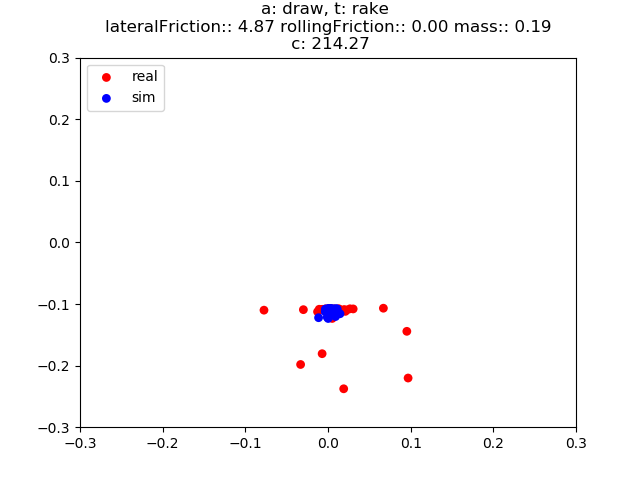 a: draw, t: rake
lateralFriction:: 4.87 rollingFriction:: 0.00 mass:: 0.19
c: 214.27
real
sim
0.3
0.2
0.1
0.0
−0.1
−0.2
−0.3
−0.3
−0.2
−0.1
0.0
0.1
0.2
0.3